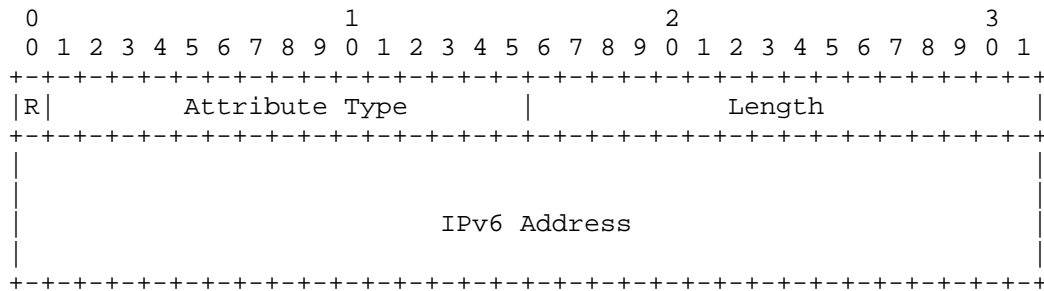 0                   1                   2                   3
 0 1 2 3 4 5 6 7 8 9 0 1 2 3 4 5 6 7 8 9 0 1 2 3 4 5 6 7 8 9 0 1
+-+-+-+-+-+-+-+-+-+-+-+-+-+-+-+-+-+-+-+-+-+-+-+-+-+-+-+-+-+-+-+-+
|R|        Attribute Type       |            Length             |
+-+-+-+-+-+-+-+-+-+-+-+-+-+-+-+-+-+-+-+-+-+-+-+-+-+-+-+-+-+-+-+-+
|                                                               |
|                                                               |
|                          IPv6 Address                         |
|                                                               |
+-+-+-+-+-+-+-+-+-+-+-+-+-+-+-+-+-+-+-+-+-+-+-+-+-+-+-+-+-+-+-+-+